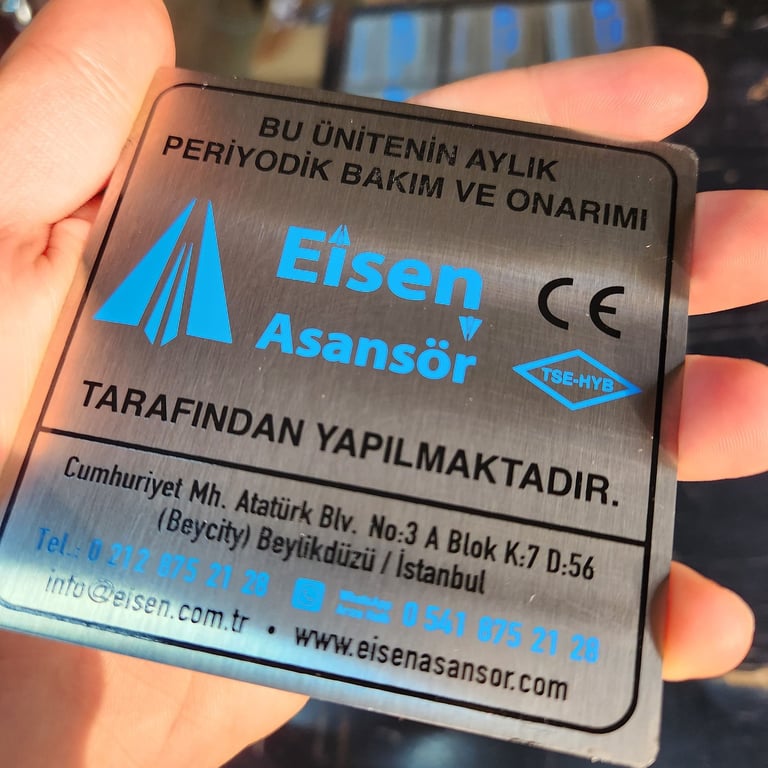 BU ÜNİTENİN AYLIK
PERİYODİK BAKIM VE ONARIMI
Eisen
Asansör
CE
TSE-HYB
TARAFINDAN YAPILMAKTADIR.
Cumhuriyet Mh. Atatürk Blv. No:3 A Blok K:7 D:56
(Beycity) Beylikdüzü / İstanbul
Tel.: 0 212 875 21 28 WhatsApp 0 541 875 21 28
info@eisen.com.tr • www.eisenasansor.com